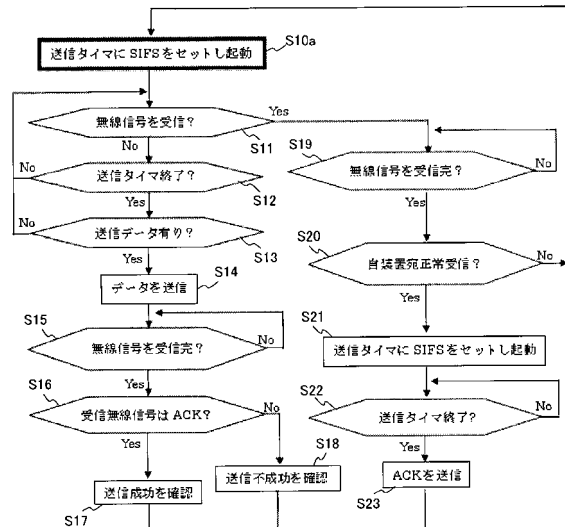 送信タイマにSIFSをセットし起動
S10a
無線信号を受信?
Yes
S11
No
No
送信タイマ終了?
S12
Yes
No
送信データ有り?
S13
Yes
S14
データを送信
S15
無線信号を受信完?
No
Yes
S16
受信無線信号はACK?
No
Yes
S18
送信不成功を確認
送信成功を確認
S17
S19
無線信号を受信完?
No
Yes
S20
自装置宛正常受信?
No
Yes
S21
送信タイマにSIFSをセットし起動
S22
送信タイマ終了?
No
Yes
ACKを送信
S23